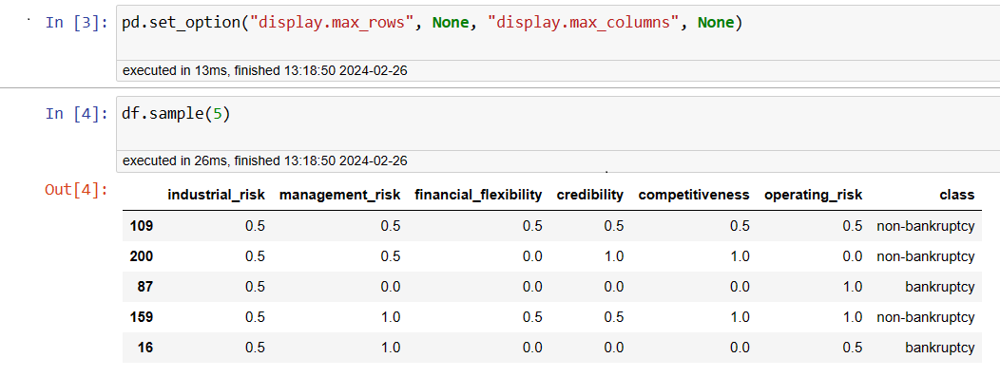 In [3]: pd.set_option("display.max_rows", None, "display.max_columns", None)
executed in 13ms, finished 13:18:50 2024-02-26
In [4]: df.sample(5)
executed in 26ms, finished 13:18:50 2024-02-26
Out[4]:
industrial_risk management_risk financial_flexibility credibility competitiveness operating_risk class
109 0.5 0.5 0.5 0.5 0.5 0.5 non-bankruptcy
200 0.5 0.5 0.0 1.0 1.0 0.0 non-bankruptcy
87 0.5 0.0 0.0 0.0 0.0 1.0 bankruptcy
159 0.5 1.0 0.5 0.5 1.0 1.0 non-bankruptcy
16 0.5 1.0 0.0 0.0 0.0 0.5 bankruptcy